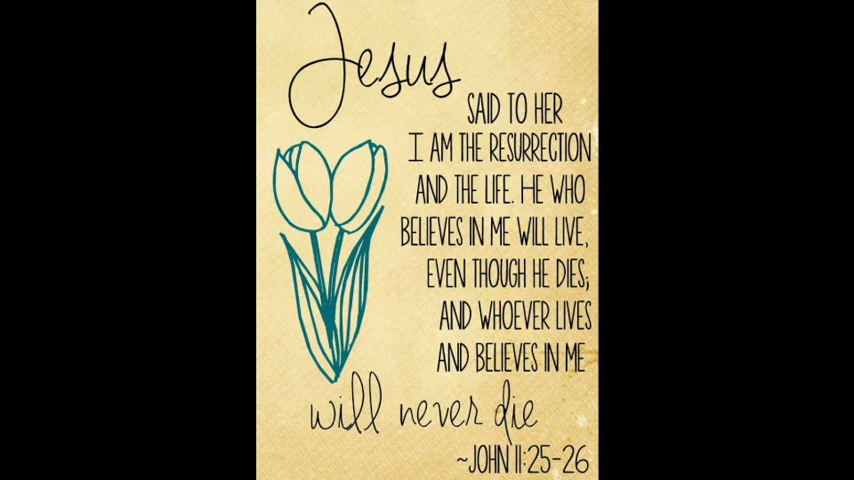 Jesus
SAID TO HER
I AM THE RESURRECTION
AND THE LIFE. HE WHO
BELIEVES IN ME WILL LIVE,
EVEN THOUGH HE DIES;
AND WHOEVER LIVES
AND BELIEVES IN ME
will never die
~JOHN 11:25-26